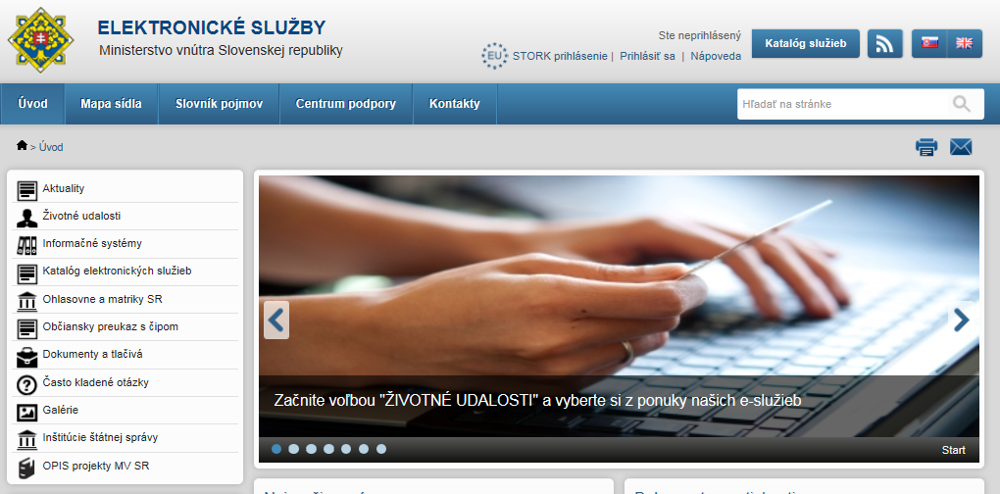 ELEKTRONICKÉ SLUŽBY
Ministerstvo vnútra Slovenskej republiky
Ste neprihlásený
EU STORK prihlásenie | Prihlásiť sa | Nápoveda
Katalóg služieb
Úvod
Mapa sídla
Slovník pojmov
Centrum podpory
Kontakty
Hľadať na stránke
> Úvod
Aktuality
Životné udalosti
Informačné systémy
Katalóg elektronických služieb
Ohlasovne a matriky SR
Občiansky preukaz s čipom
Dokumenty a tlačivá
Často kladené otázky
Galérie
Inštitúcie štátnej správy
OPIS projekty MV SR
Začnite voľbou "ŽIVOTNÉ UDALOSTI" a vyberte si z ponuky našich e-služieb
Start